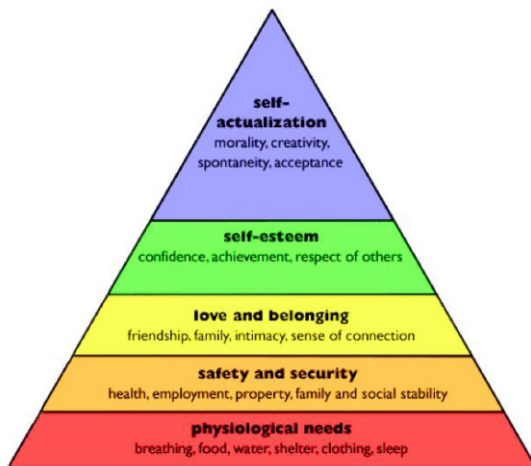 self-
actualization
morality, creativity,
spontaneity, acceptance
self-esteem
confidence, achievement, respect of others
love and belonging
friendship, family, intimacy, sense of connection
safety and security
health, employment, property, family and social stability
physiological needs
breathing, food, water, shelter, clothing, sleep